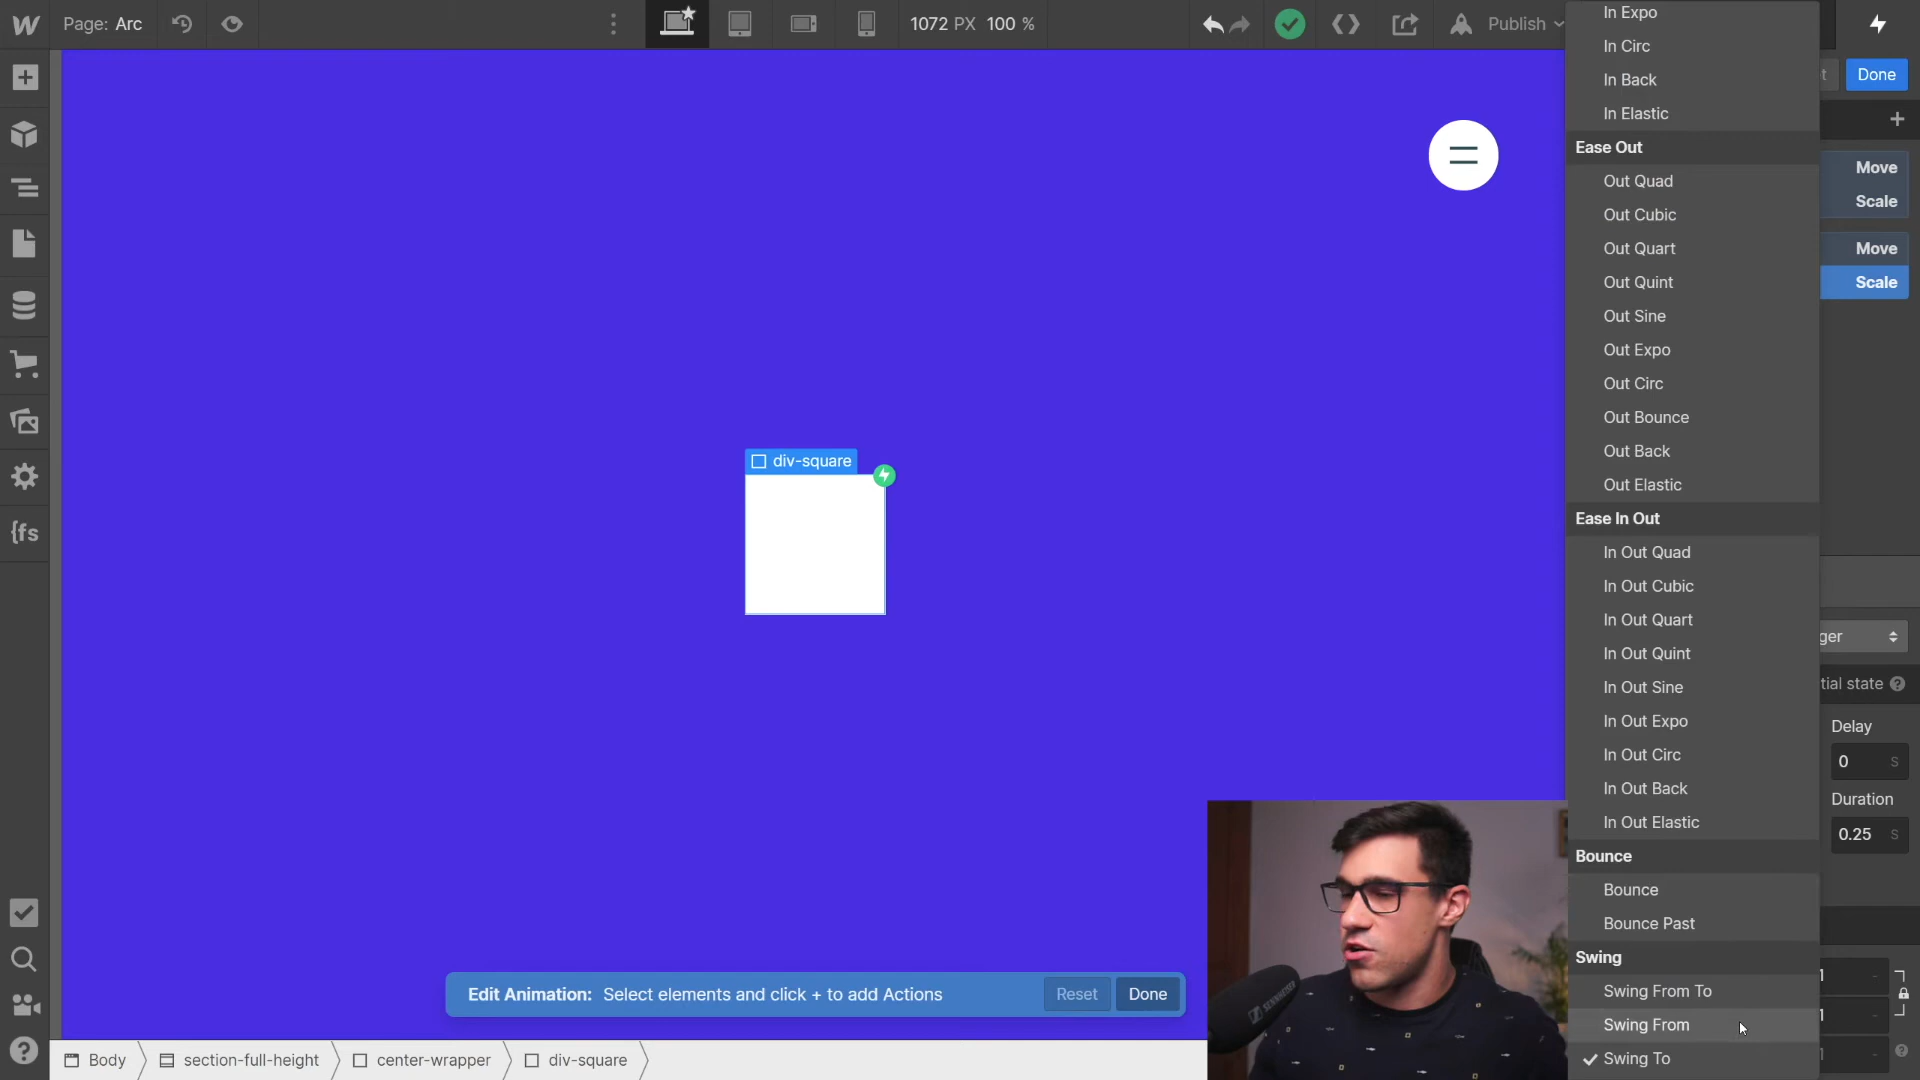 Page: Arc
1072 PX 100 %
Publish
Done
In Expo
In Circ
In Back
In Elastic
Ease Out
Out Quad
Out Cubic
Out Quart
Out Quint
Out Sine
Out Expo
Out Circ
Out Bounce
Out Back
Out Elastic
Ease In Out
In Out Quad
In Out Cubic
In Out Quart
In Out Quint
In Out Sine
In Out Expo
In Out Circ
In Out Back
In Out Elastic
Bounce
Bounce
Bounce Past
Swing
Swing From To
Swing From
Swing To
Move
Scale
Move
Scale
ger
tial state
Delay
0 S
Duration
0.25 S
div-square
{fs
Edit Animation: Select elements and click + to add Actions
Reset
Done
SENNHEISER
Body
section-full-height
center-wrapper
div-square